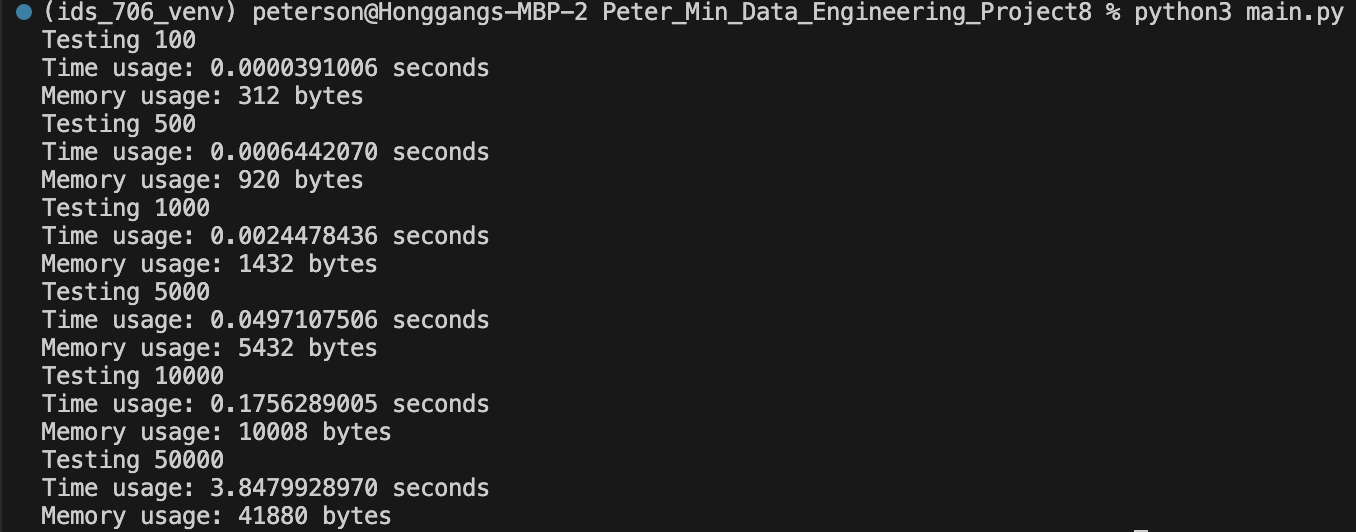 (ids_706_venv) peterson@Honggangs-MBP-2 Peter_Min_Data_Engineering_Project8 % python3 main.py
Testing 100
Time usage: 0.0000391006 seconds
Memory usage: 312 bytes
Testing 500
Time usage: 0.0006442070 seconds
Memory usage: 920 bytes
Testing 1000
Time usage: 0.0024478436 seconds
Memory usage: 1432 bytes
Testing 5000
Time usage: 0.0497107506 seconds
Memory usage: 5432 bytes
Testing 10000
Time usage: 0.1756289005 seconds
Memory usage: 10008 bytes
Testing 50000
Time usage: 3.8479928970 seconds
Memory usage: 41880 bytes